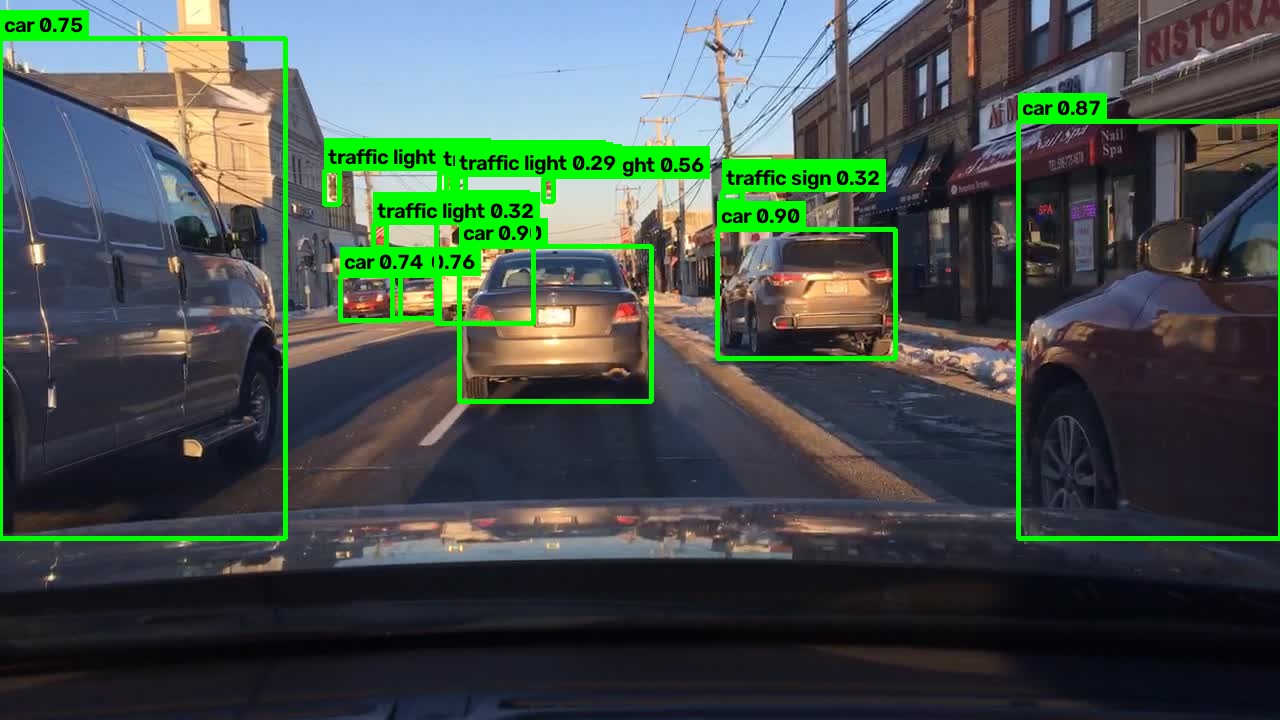 car 0.75
RISTORA
SPA
car 0.87
traffic light
traffic light 0.29
ght 0.56
Nail
Spa
TEL:
traffic sign 0.32
traffic light 0.32
car 0.90
SPA
car 0.90
car 0.74
0.76